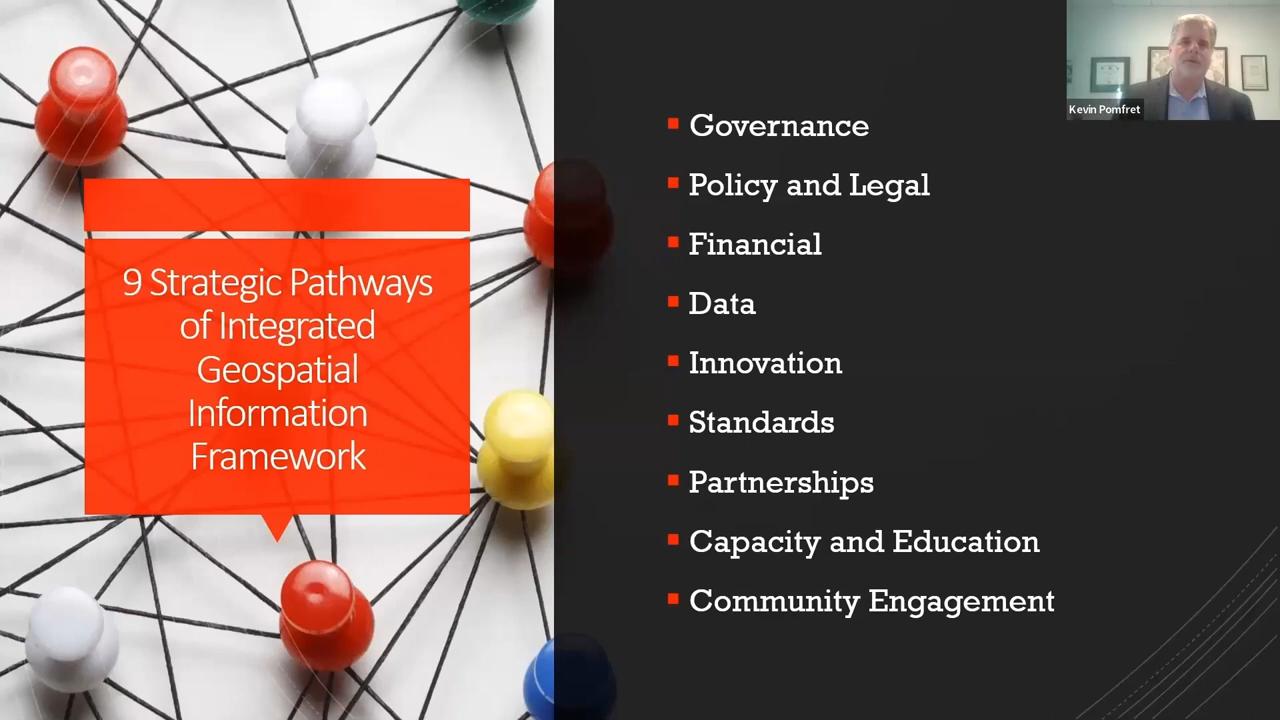 9 Strategic Pathways
of Integrated
Geospatial
Information
Framework
Governance
Policy and Legal
Financial
Data
Innovation
Standards
Partnerships
Capacity and Education
Community Engagement
Kevin Pomfret